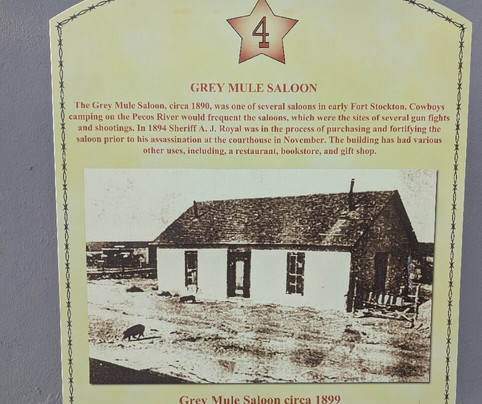 4
GREY MULE SALOON
The Grey Mule Saloon, circa 1890, was one of several saloons in early Fort Stockton. Cowboys
camping on the Pecos River would frequent the saloons, which were the sites of several gun fights
and shootings. In 1894 Sheriff A. J. Royal was in the process of purchasing and fortifying the
saloon prior to his assassination at the courthouse in November. The building has had various
other uses, including, a restaurant, bookstore, and gift shop.
Grey Mule Saloon circa 1899